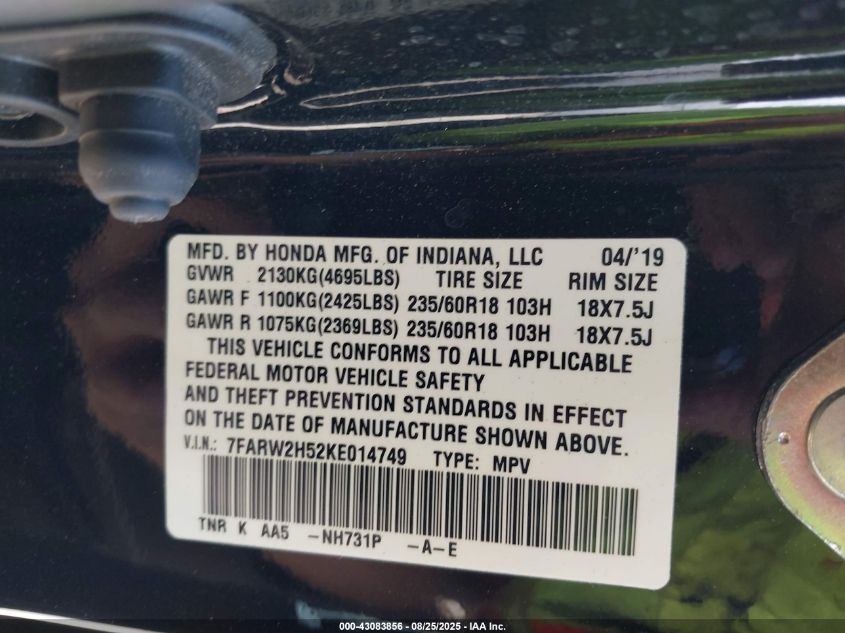 MFD. BY HONDA MFG. OF INDIANA, LLC 04/'19
GVWR 2130KG(4695LBS) TIRE SIZE RIM SIZE
GAWR F 1100KG(2425LBS) 235/60R18 103H 18X7.5J
GAWR R 1075KG(2369LBS) 235/60R18 103H 18X7.5J
THIS VEHICLE CONFORMS TO ALL APPLICABLE
FEDERAL MOTOR VEHICLE SAFETY
AND THEFT PREVENTION STANDARDS IN EFFECT
ON THE DATE OF MANUFACTURE SHOWN ABOVE.
V.I.N.: 7FARW2H52KE014749 TYPE: MPV
TNR K AA5 -NH731P -A-E
000-43083856 - 08/25/2025 - IAA Inc.